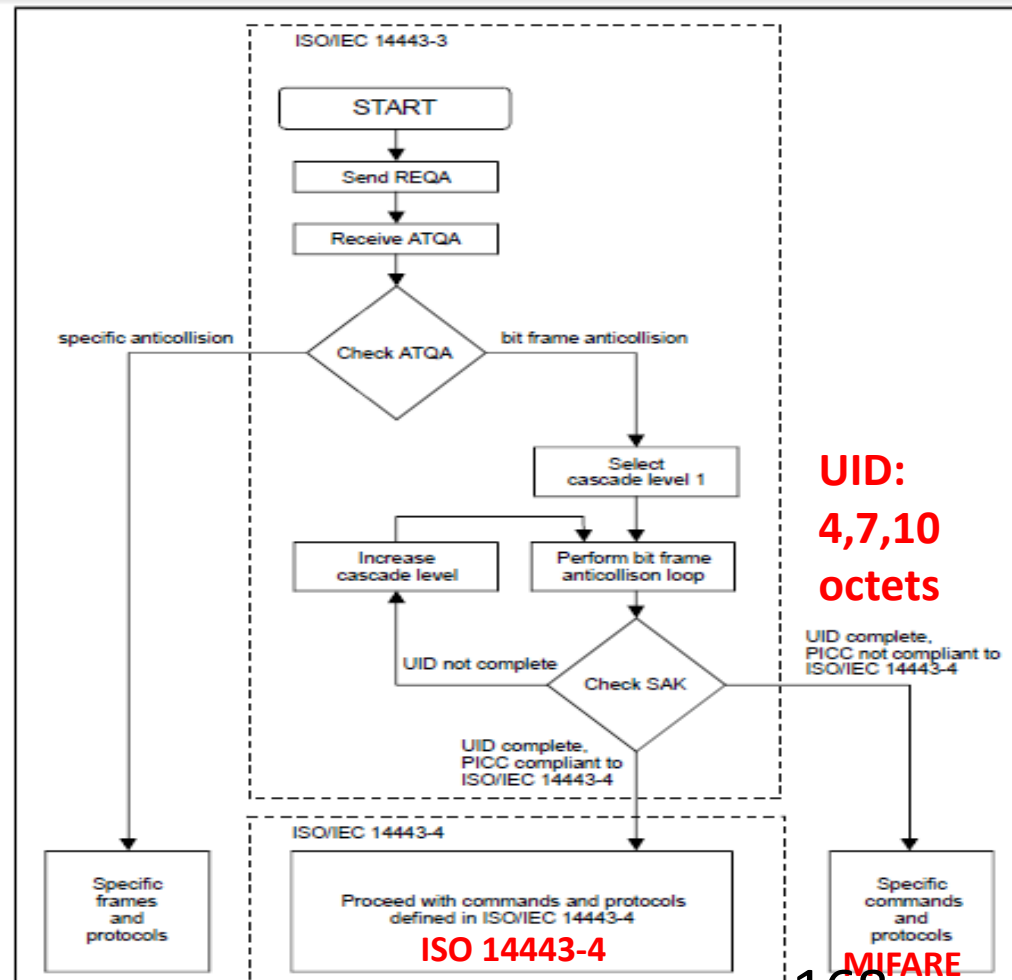 ISO/IEC 14443-3
START
Send REQA
Receive ATQA
specific anticollision
Check ATQA
bit frame anticollision
Select
cascade level 1
UID:
4,7,10
octets
Increase
cascade level
Perform bit frame
anticollison loop
UID not complete
Check SAK
UID complete,
PICC not compliant to
ISO/IEC 14443-4
UID complete,
PICC compliant to
ISO/IEC 14443-4
ISO/IEC 14443-4
Specific
frames
and
protocols
Proceed with commands and protocols
defined in ISO/IEC 14443-4
ISO 14443-4
Specific
commands
and
protocols
MIFARE
168